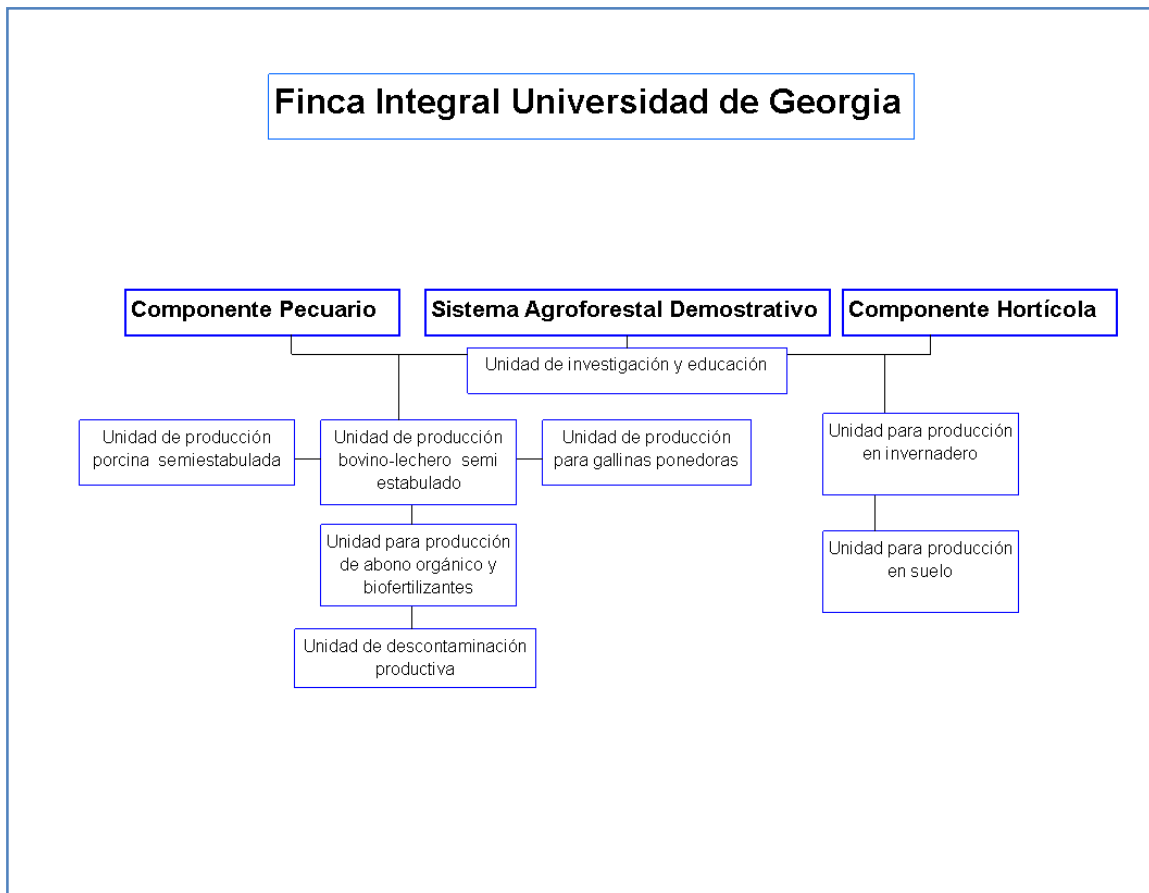 Finca Integral Universidad de Georgia
Componente Pecuario
Sistema Agroforestal Demostrativo
Componente Hortícola
Unidad de investigación y educación
Unidad de producción
porcina semiestabulada
Unidad de producción
bovino-lechero semi
estabulado
Unidad de producción
para gallinas ponedoras
Unidad para producción
en invernadero
Unidad para producción
de abono orgánico y
biofertilizantes
Unidad para producción
en suelo
Unidad de descontaminación
productiva